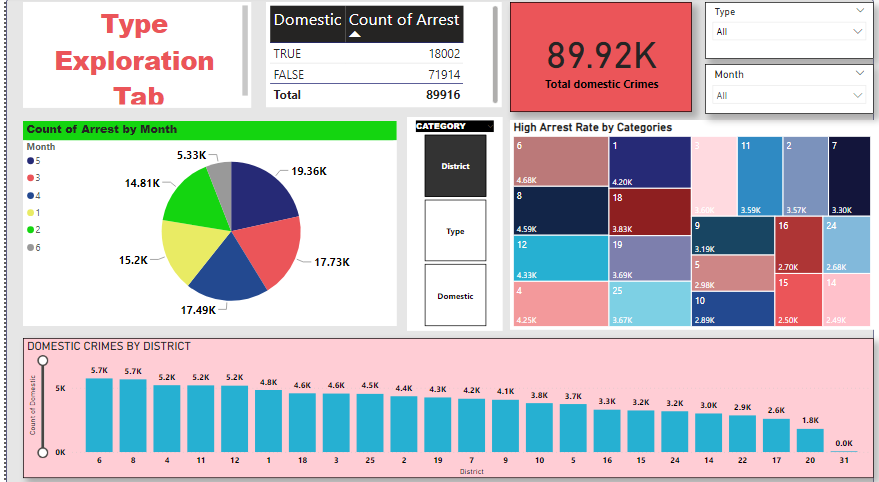 Type
Exploration
Tab
Domestic Count of Arrest
TRUE 18002
FALSE 71914
Total 89916
89.92K
Total domestic Crimes
Type
All
Month
All
Count of Arrest by Month
Month
5
3
4
1
2
6
5.33K
19.36K
14.81K
15.2K
17.73K
17.49K
CATEGORY
District
Type
Domestic
High Arrest Rate by Categories
6
4.68K
8
4.59K
12
4.33K
4
4.25K
1
4.20K
18
3.83K
19
3.69K
25
3.67K
11
3.59K
2
3.57K
7
3.30K
9
3.19K
5
2.98K
10
2.89K
16
2.70K
24
2.68K
15
2.50K
14
2.49K
DOMESTIC CRIMES BY DISTRICT
Count of Domestic
5K
0K
5.7K 5.7K 5.2K 5.2K 5.2K 4.8K 4.6K 4.6K 4.5K 4.4K 4.3K 4.2K 4.1K 3.8K 3.7K 3.3K 3.2K 3.2K 3.0K 2.9K 2.6K 1.8K 0.0K
6 8 4 11 12 1 18 3 25 2 19 7 9 10 5 16 15 24 14 22 17 20 31
District